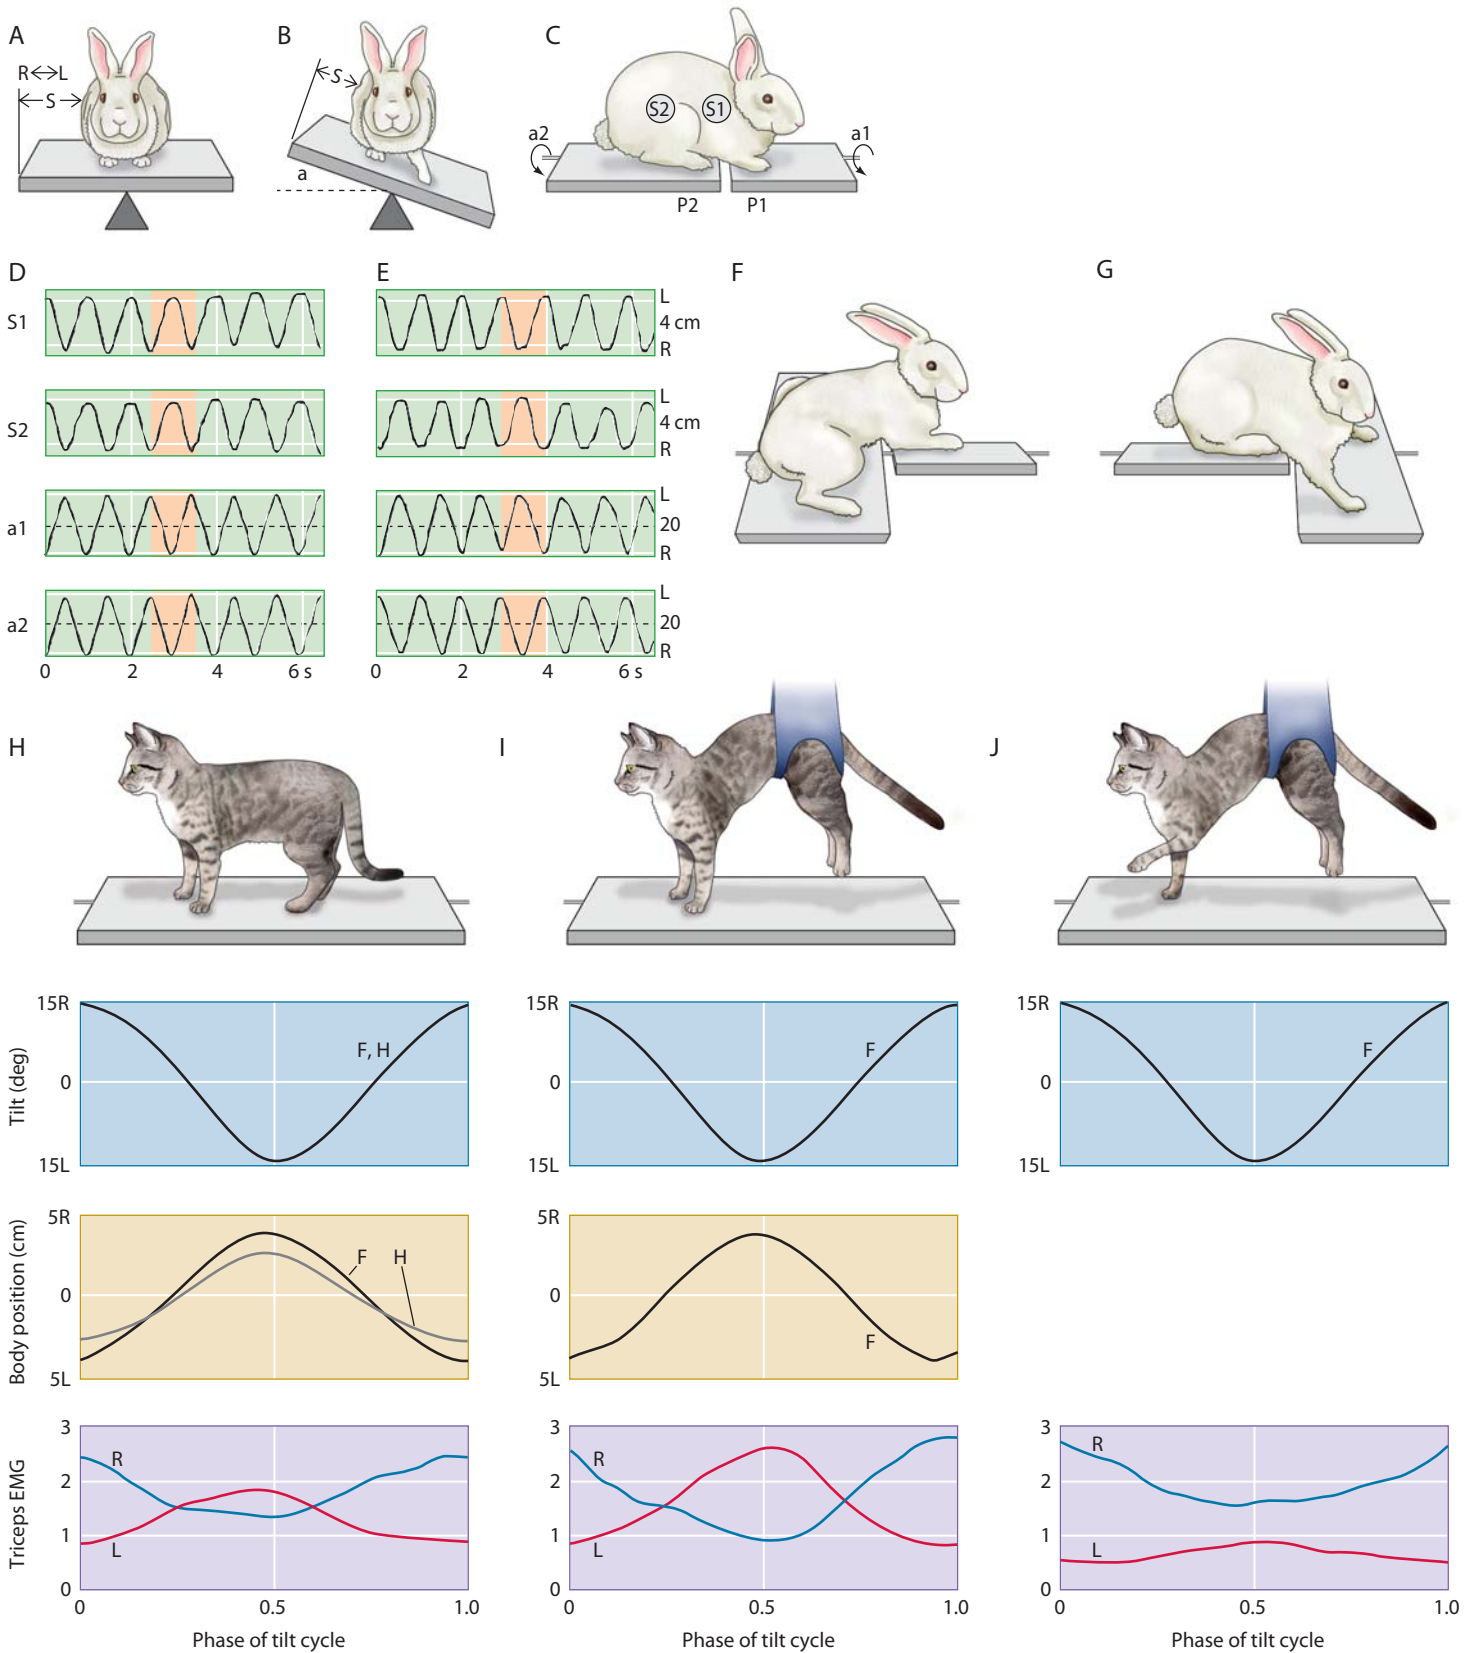 A
B
C
R↔L
S
S
a
S2
S1
a2
a1
P2
P1
D
E
F
G
S1
L
4 cm
R
S2
L
4 cm
R
a1
L
20
R
a2
L
20
R
0 2 4 6 s
0 2 4 6 s
H
I
J
Tilt (deg)
15R
0
15L
F, H
15R
0
15L
F
15R
0
15L
F
Body position (cm)
5R
0
5L
F
H
5R
0
5L
F
Triceps EMG
3
2
1
0
R
L
0 0.5 1.0
Phase of tilt cycle
3
2
1
0
R
L
0 0.5 1.0
Phase of tilt cycle
3
2
1
0
R
L
0 0.5 1.0
Phase of tilt cycle